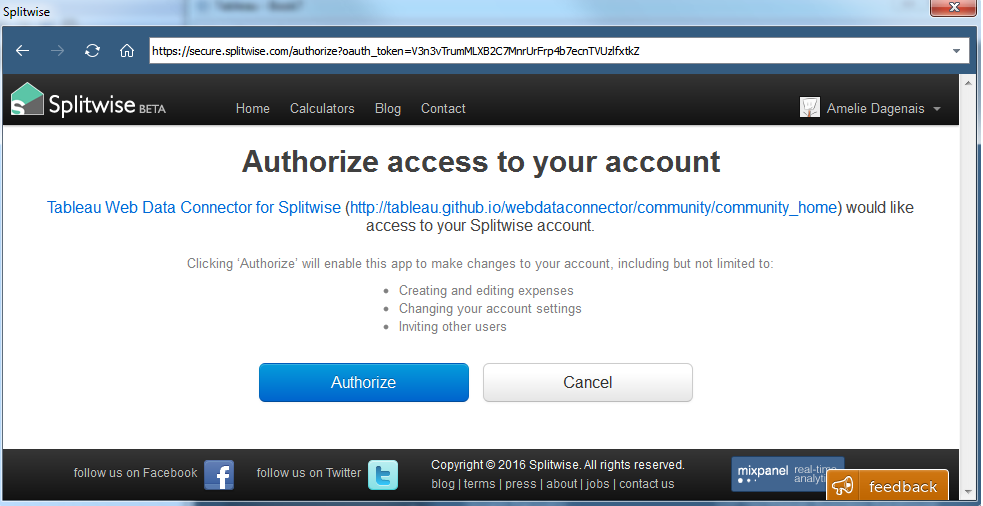 Tableau - Book7
Splitwise
https://secure.splitwise.com/authorize?oauth_token=V3n3vTrumMLXB2C7MnrUrFrp4b7ecnTVUzlfxtkZ
Splitwise BETA
Home Calculators Blog Contact
Amelie Dagenais
Authorize access to your account
Tableau Web Data Connector for Splitwise (http://tableau.github.io/webdataconnector/community/community_home) would like
access to your Splitwise account.
Clicking ‘Authorize’ will enable this app to make changes to your account, including but not limited to:
• Creating and editing expenses
• Changing your account settings
• Inviting other users
Authorize Cancel
follow us on Facebook follow us on Twitter
Copyright © 2016 Splitwise. All rights reserved.
blog | terms | press | about | jobs | contact us
mixpanel real-time
feedback